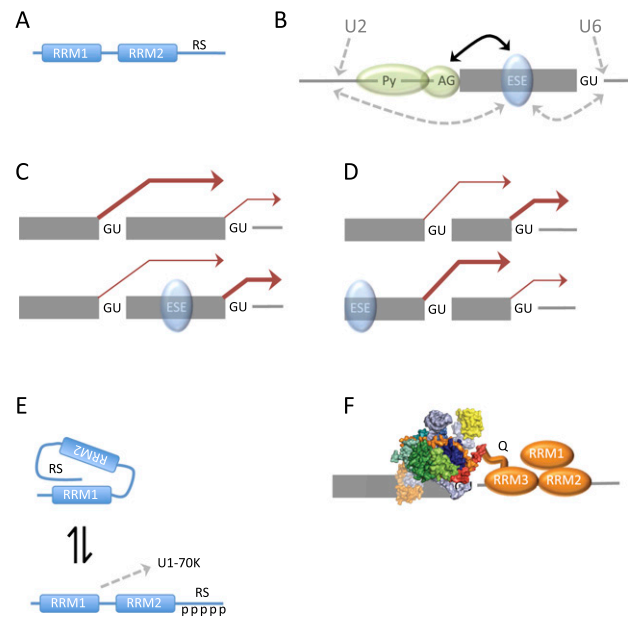 A
RRM1 RRM2 RS
B
U2 U6
Py AG ESE GU
C
GU GU
GU ESE GU
D
GU GU
ESE GU GU
E
RRM2
RS
RRM1
U1-70K
RRM1 RRM2 RS
p p p p p
F
Q RRM1
RRM3 RRM2